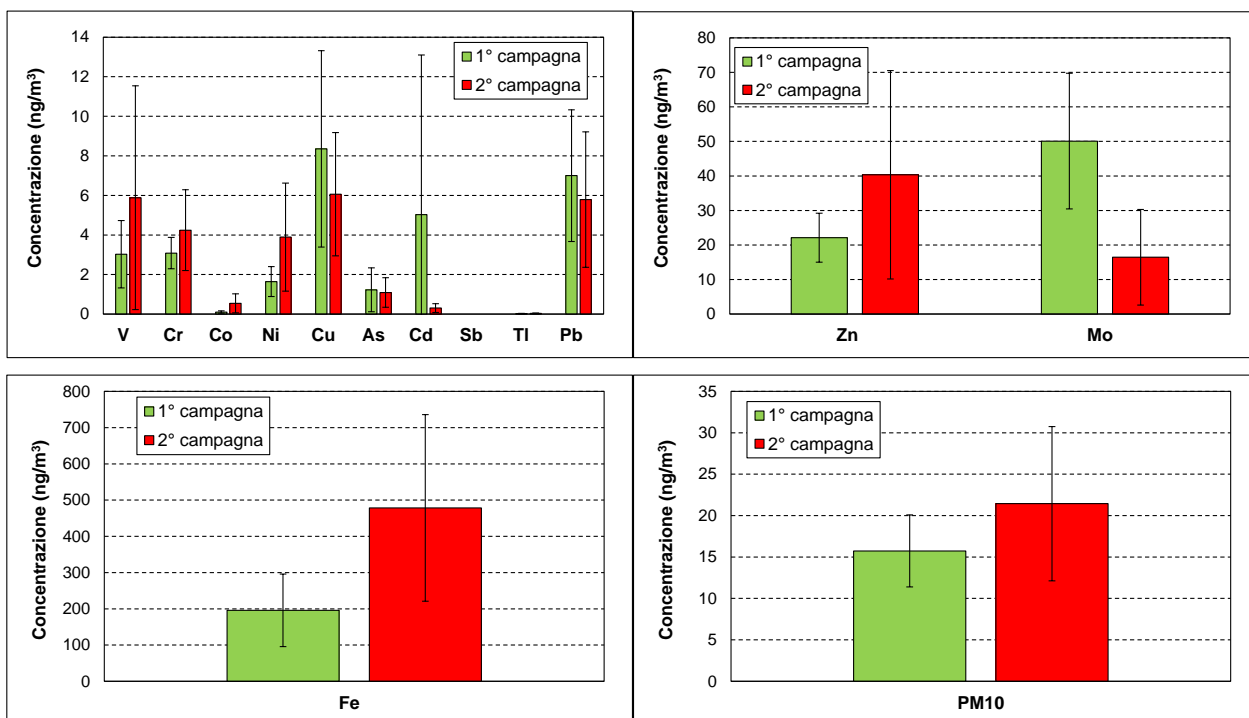 Concentrazione (ng/m³)
14
12
10
8
6
4
2
0
1° campagna
2° campagna
V Cr Co Ni Cu As Cd Sb Tl Pb
Concentrazione (ng/m³)
80
70
60
50
40
30
20
10
0
1° campagna
2° campagna
Zn Mo
Concentrazione (ng/m³)
800
700
600
500
400
300
200
100
0
1° campagna
2° campagna
Fe
Concentrazione (ng/m³)
35
30
25
20
15
10
5
0
1° campagna
2° campagna
PM10